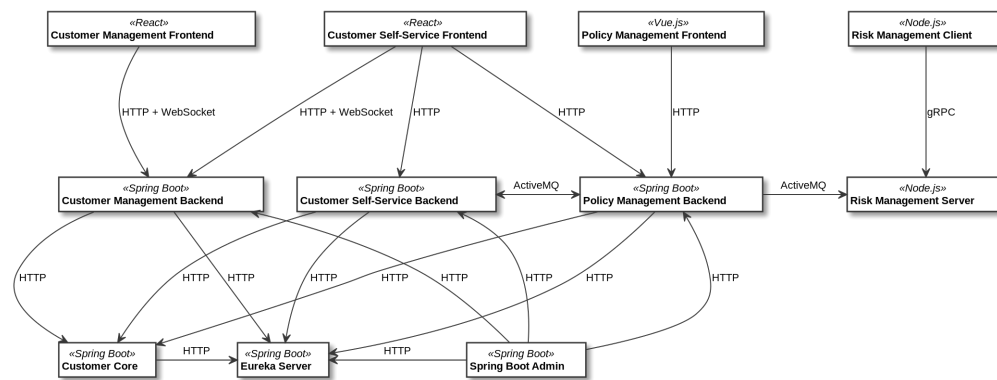 «React»
Customer Management Frontend
«React»
Customer Self-Service Frontend
«Vue.js»
Policy Management Frontend
«Node.js»
Risk Management Client
HTTP + WebSocket
HTTP + WebSocket
HTTP
HTTP
HTTP
gRPC
«Spring Boot»
Customer Management Backend
«Spring Boot»
Customer Self-Service Backend
ActiveMQ
«Spring Boot»
Policy Management Backend
ActiveMQ
«Node.js»
Risk Management Server
HTTP
HTTP
HTTP
HTTP
HTTP
HTTP
HTTP
HTTP
HTTP
«Spring Boot»
Customer Core
HTTP
«Spring Boot»
Eureka Server
HTTP
«Spring Boot»
Spring Boot Admin